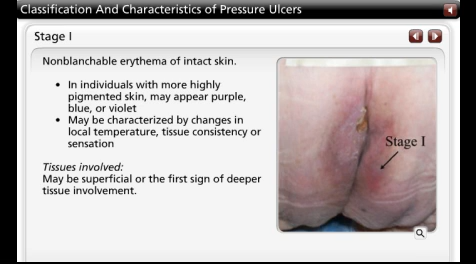 Classification And Characteristics of Pressure Ulcers
Stage I
Nonblanchable erythema of intact skin.
• In individuals with more highly
pigmented skin, may appear purple,
blue, or violet
• May be characterized by changes in
local temperature, tissue consistency or
sensation
Tissues involved:
May be superficial or the first sign of deeper
tissue involvement.
Stage I